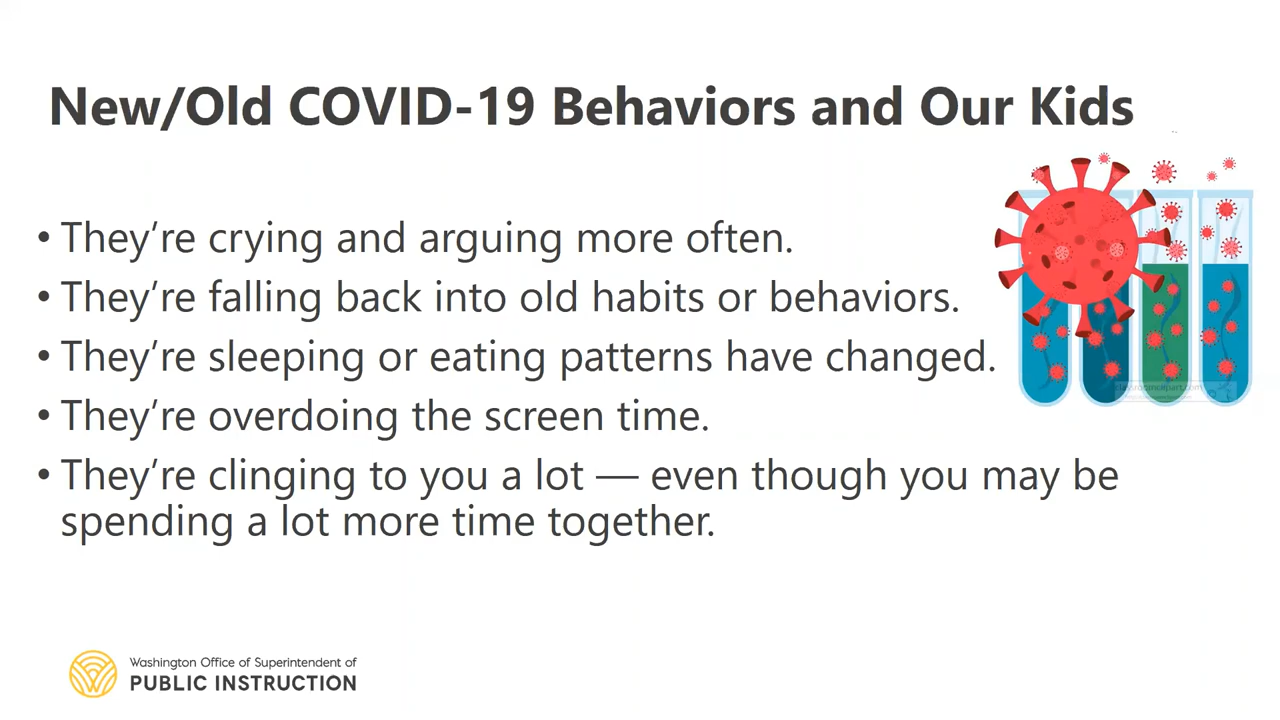 New/Old COVID-19 Behaviors and Our Kids
• They're crying and arguing more often.
• They're falling back into old habits or behaviors.
• They're sleeping or eating patterns have changed.
• They're overdoing the screen time.
• They're clinging to you a lot — even though you may be
spending a lot more time together.
Washington Office of Superintendent of
PUBLIC INSTRUCTION